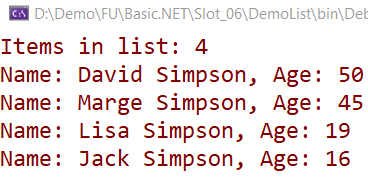 D:\Demo\FU\Basic.NET\Slot_06\DemoList\bin\Deb
Items in list: 4
Name: David Simpson, Age: 50
Name: Marge Simpson, Age: 45
Name: Lisa Simpson, Age: 19
Name: Jack Simpson, Age: 16